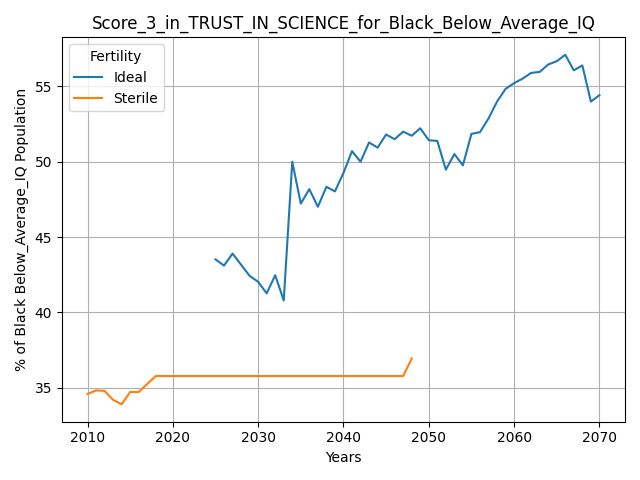 Score_3_in_TRUST_IN_SCIENCE_for_Black_Below_Average_IQ
Fertility
Ideal
Sterile
% of Black Below_Average_IQ Population
55
50
45
40
35
2010 2020 2030 2040 2050 2060 2070
Years